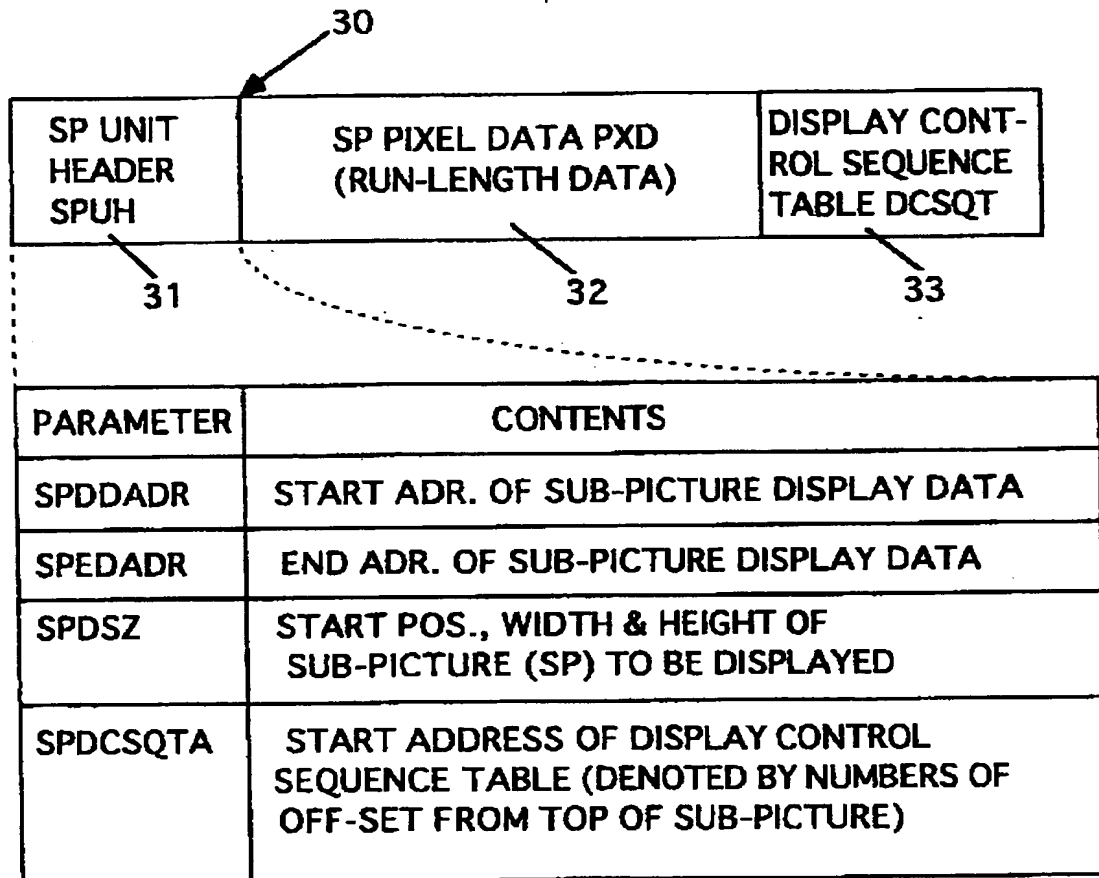 30
SP UNIT
HEADER
SPUH
SP PIXEL DATA PXD
(RUN-LENGTH DATA)
DISPLAY CONT-
ROL SEQUENCE
TABLE DCSQT
31
32
33
PARAMETER CONTENTS
SPDDADR START ADR. OF SUB-PICTURE DISPLAY DATA
SPEDADR END ADR. OF SUB-PICTURE DISPLAY DATA
SPDSZ START POS., WIDTH & HEIGHT OF
SUB-PICTURE (SP) TO BE DISPLAYED
SPDCSQTA START ADDRESS OF DISPLAY CONTROL
SEQUENCE TABLE (DENOTED BY NUMBERS OF
OFF-SET FROM TOP OF SUB-PICTURE)